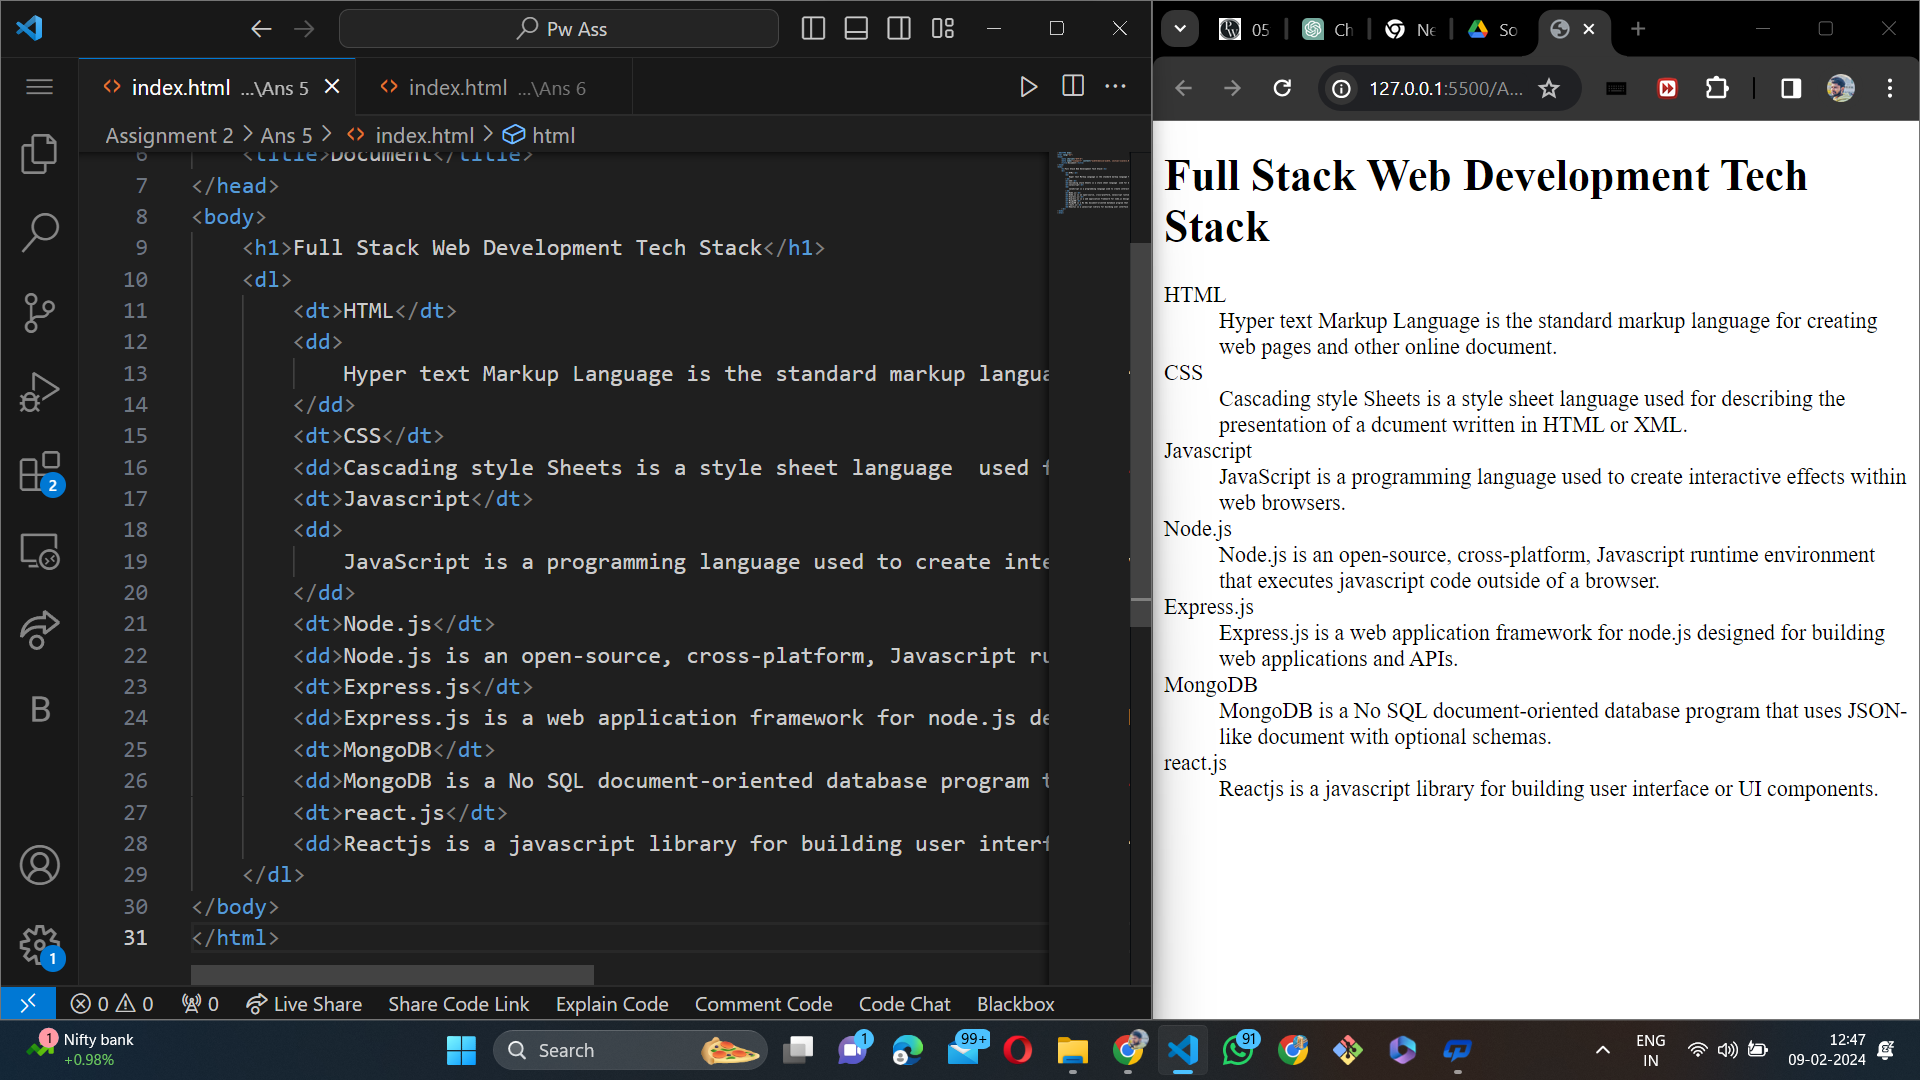 Pw Ass
index.html ...\Ans 5
index.html ...\Ans 6
Assignment 2 > Ans 5 > index.html > html
6 <title>Document</title>
7 </head>
8 <body>
9 <h1>Full Stack Web Development Tech Stack</h1>
10 <dl>
11 <dt>HTML</dt>
12 <dd>
13 Hyper text Markup Language is the standard markup langua
14 </dd>
15 <dt>CSS</dt>
16 <dd>Cascading style Sheets is a style sheet language  used f
17 <dt>Javascript</dt>
18 <dd>
19 JavaScript is a programming language used to create inte
20 </dd>
21 <dt>Node.js</dt>
22 <dd>Node.js is an open-source, cross-platform, Javascript ru
23 <dt>Express.js</dt>
24 <dd>Express.js is a web application framework for node.js de
25 <dt>MongoDB</dt>
26 <dd>MongoDB is a No SQL document-oriented database program t
27 <dt>react.js</dt>
28 <dd>Reactjs is a javascript library for building user interf
29 </dl>
30 </body>
31 </html>
2
B
1
0 0 0 Live Share Share Code Link Explain Code Comment Code Code Chat Blackbox
05 Ch Ne So
127.0.0.1:5500/A...
Full Stack Web Development Tech
Stack
HTML
Hyper text Markup Language is the standard markup language for creating
web pages and other online document.
CSS
Cascading style Sheets is a style sheet language used for describing the
presentation of a dcument written in HTML or XML.
Javascript
JavaScript is a programming language used to create interactive effects within
web browsers.
Node.js
Node.js is an open-source, cross-platform, Javascript runtime environment
that executes javascript code outside of a browser.
Express.js
Express.js is a web application framework for node.js designed for building
web applications and APIs.
MongoDB
MongoDB is a No SQL document-oriented database program that uses JSON-
like document with optional schemas.
react.js
Reactjs is a javascript library for building user interface or UI components.
1 Nifty bank
+0.98%
Search
1
99+
91
ENG
IN
12:47
09-02-2024